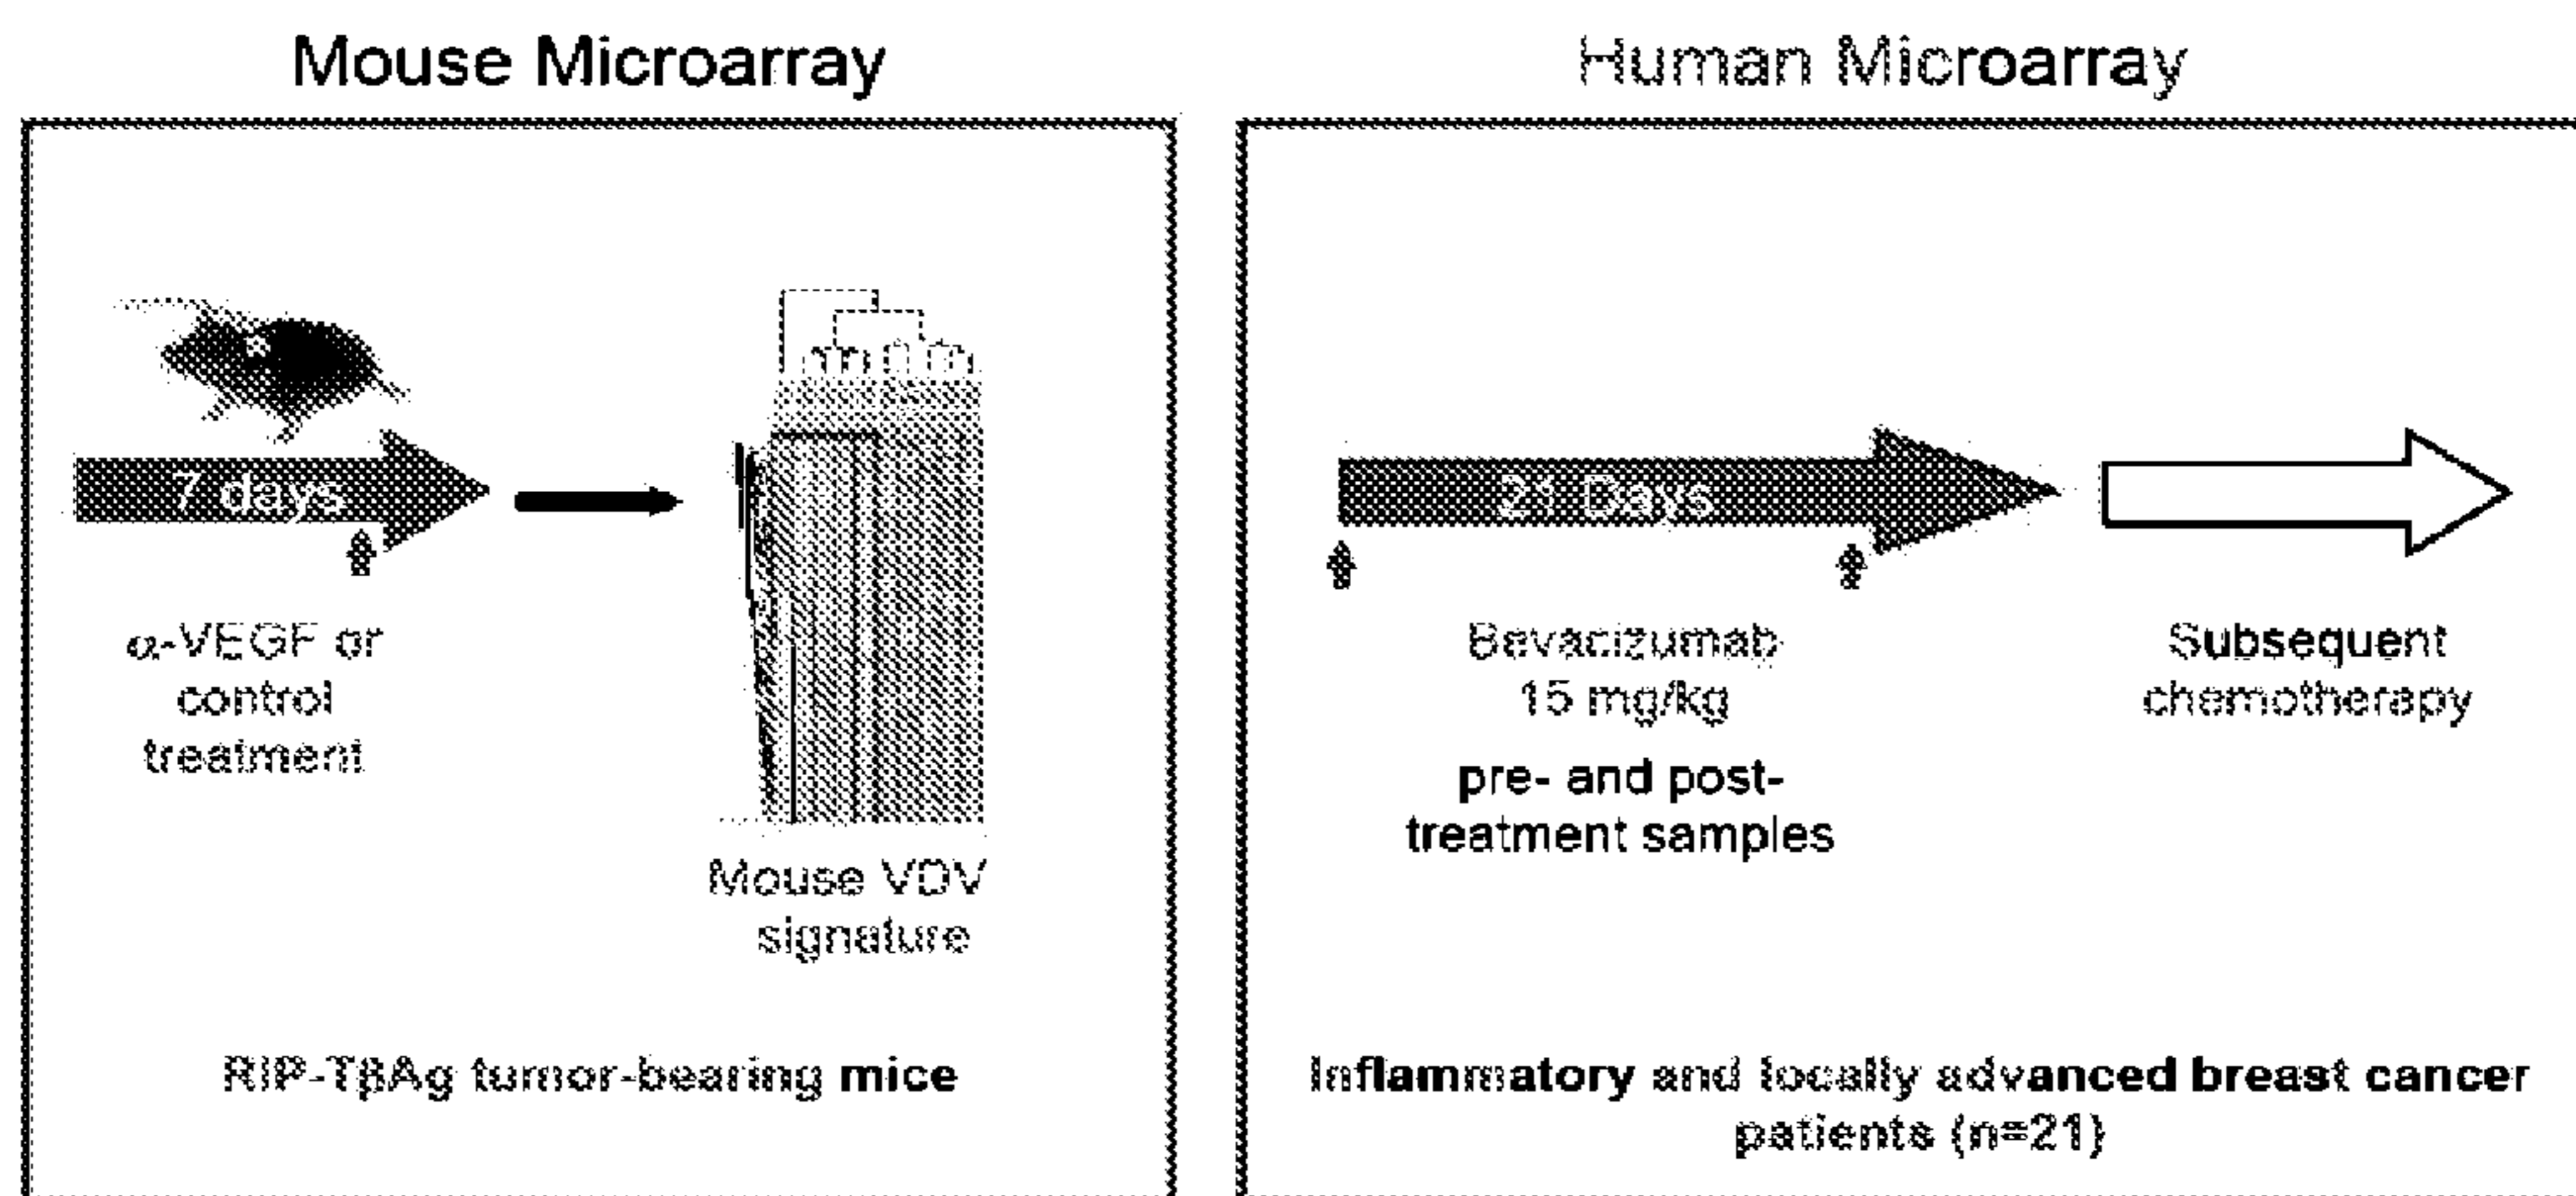 Mouse Microarray
7 days
α-VEGF or
control
treatment
Mouse VDV
signature
RIP-TβAg tumor-bearing mice
Human Microarray
21 Days
Bevacizumab
15 mg/kg
pre- and post-
treatment samples
Subsequent
chemotherapy
Inflammatory and locally advanced breast cancer
patients (n=21)